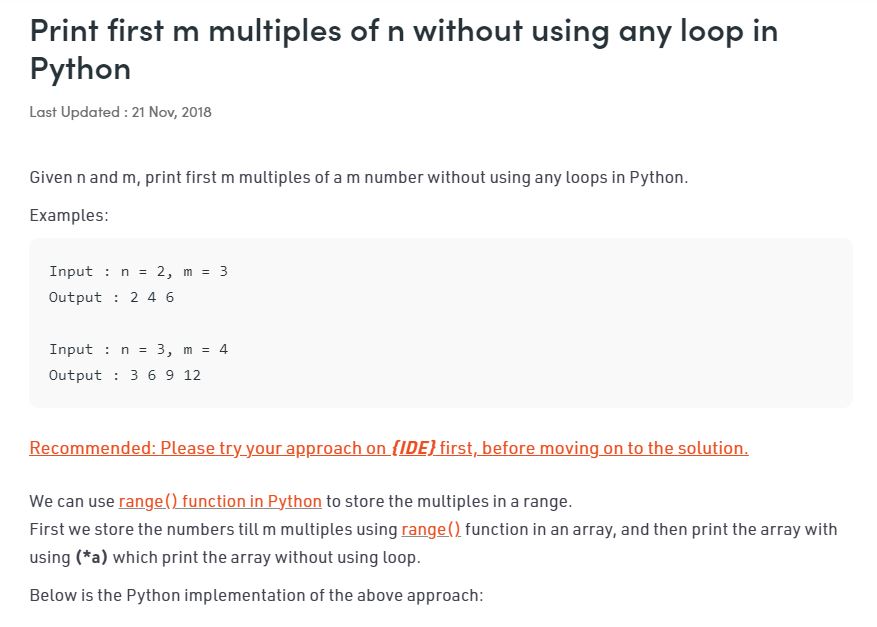 Print first m multiples of n without using any loop in
Python
Last Updated : 21 Nov, 2018
Given n and m, print first m multiples of a m number without using any loops in Python.
Examples:
Input : n = 2, m = 3
Output : 2 4 6
Input : n = 3, m = 4
Output : 3 6 9 12
Recommended: Please try your approach on {IDE} first, before moving on to the solution.
We can use range() function in Python to store the multiples in a range.
First we store the numbers till m multiples using range() function in an array, and then print the array with
using (*a) which print the array without using loop.
Below is the Python implementation of the above approach: